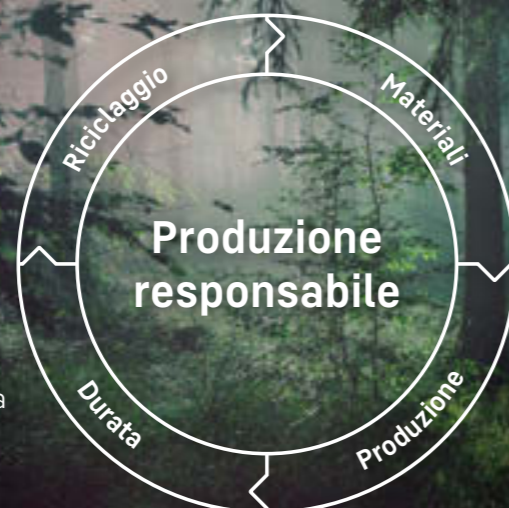 Riciclaggio
Materiali
Produzione
responsabile
Durata
Produzione
a